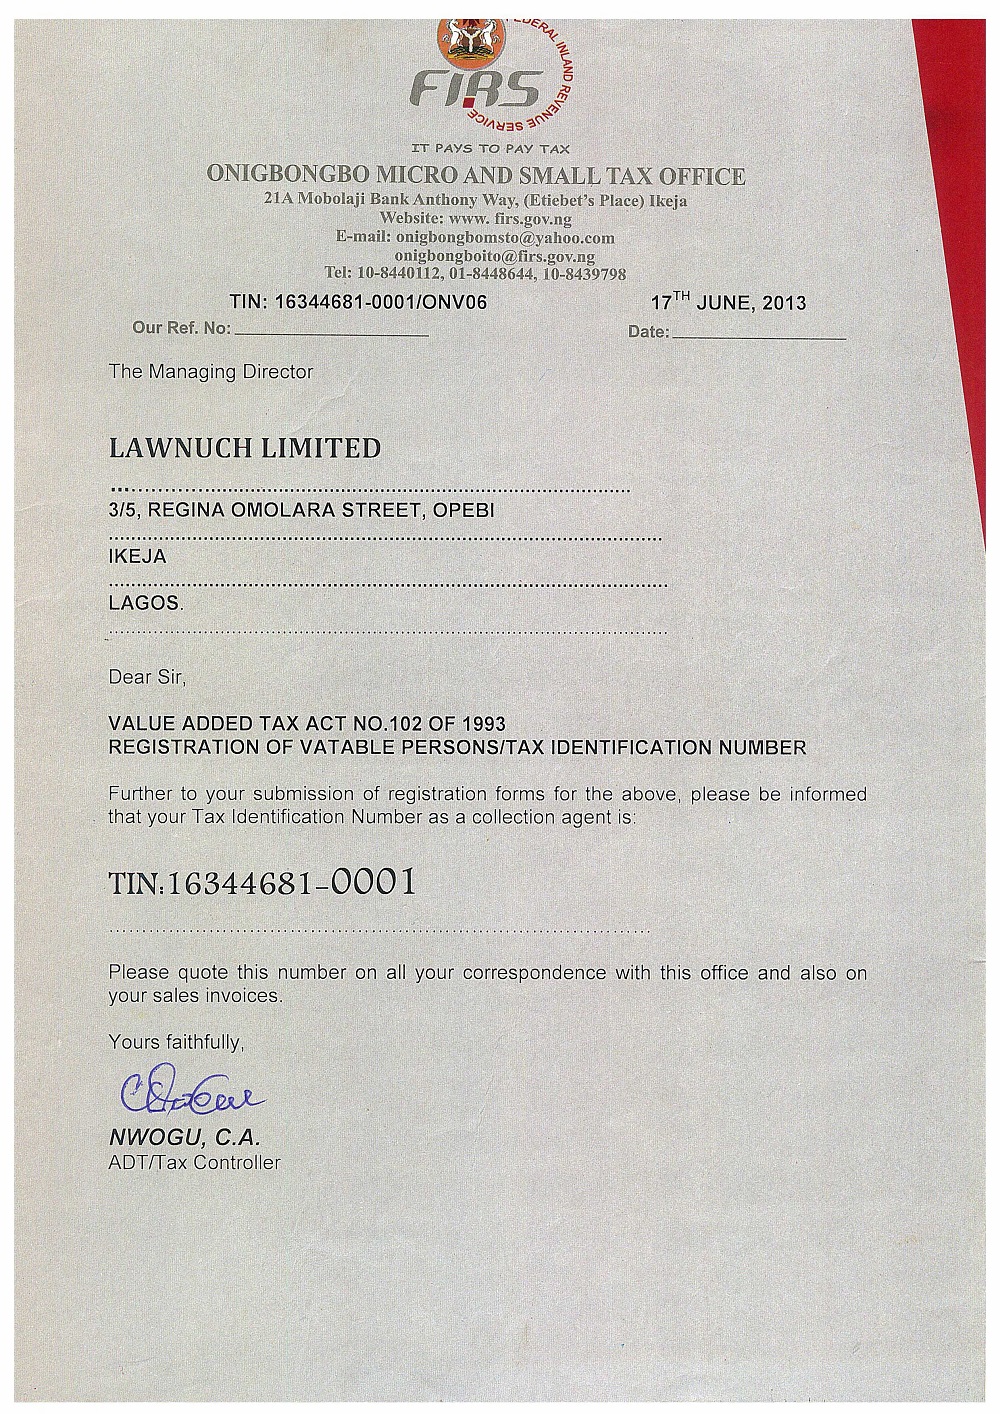 FEDERAL INLAND REVENUE SERVICE
FIRS
IT PAYS TO PAY TAX
ONIGBONGBO MICRO AND SMALL TAX OFFICE
21A Mobolaji Bank Anthony Way, (Etiebet's Place) Ikeja
Website: www. firs.gov.ng
E-mail: onigbongbomsto@yahoo.com
onigbongboito@firs.gov.ng
Tel: 10-8440112, 01-8448644, 10-8439798
TIN: 16344681-0001/ONV06 17TH JUNE, 2013
Our Ref. No: Date:
The Managing Director
LAWNUCH LIMITED
3/5, REGINA OMOLARA STREET, OPEBI
IKEJA
LAGOS.
Dear Sir,
VALUE ADDED TAX ACT NO.102 OF 1993
REGISTRATION OF VATABLE PERSONS/TAX IDENTIFICATION NUMBER
Further to your submission of registration forms for the above, please be informed
that your Tax Identification Number as a collection agent is:
TIN:16344681-0001
Please quote this number on all your correspondence with this office and also on
your sales invoices.
Yours faithfully,
NWOGU, C.A.
ADT/Tax Controller